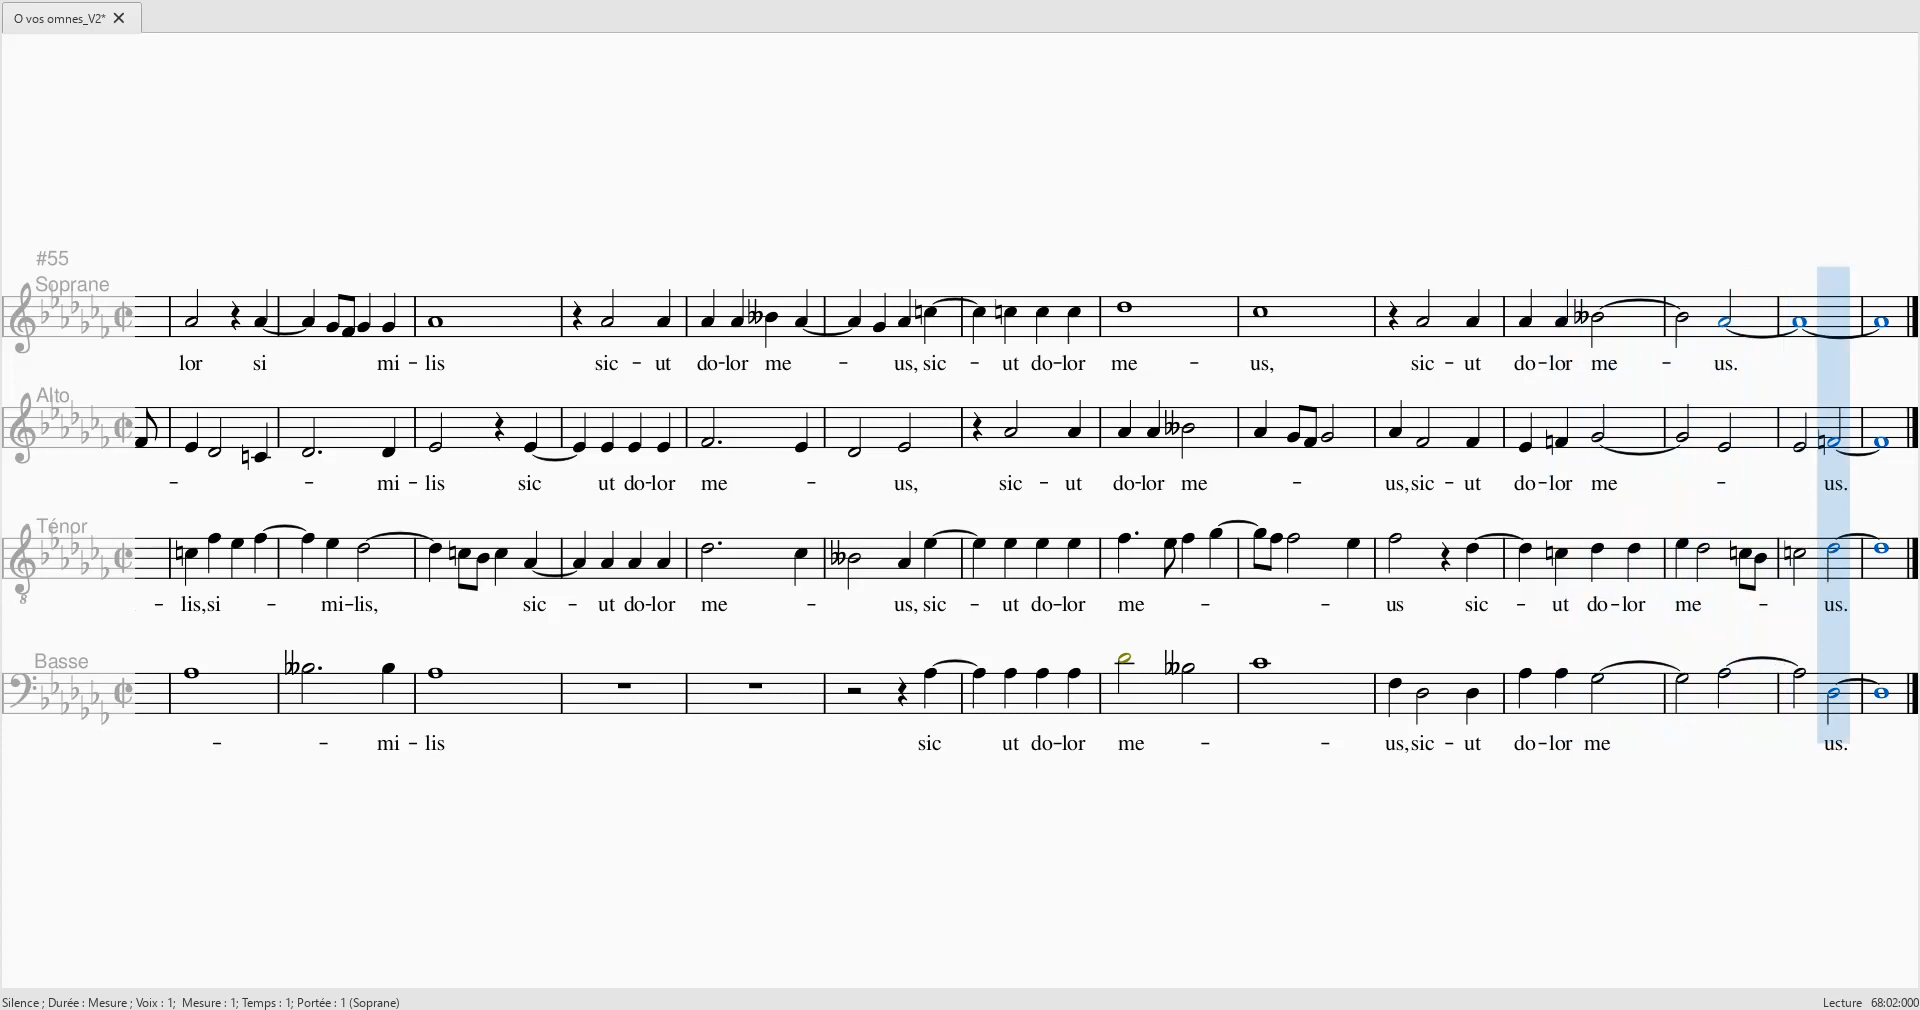 O vos omnes_V2*
#55
Soprane
lor si mi - lis sic - ut do-lor me - us, sic - ut do-lor me - us, sic - ut do-lor me - us.
Alto
- - mi - lis sic ut do-lor me - us, sic - ut do-lor me - us, sic - ut do-lor me - us.
Ténor
8
- lis, si - mi-lis, sic - ut do-lor me - us, sic - ut do-lor me - - us sic - ut do-lor me - us.
Basse
- - mi - lis sic ut do-lor me - - us, sic - ut do-lor me us.
Silence ; Durée : Mesure ; Voix : 1; Mesure : 1; Temps : 1; Portée : 1 (Soprane)
Lecture 68:02:000